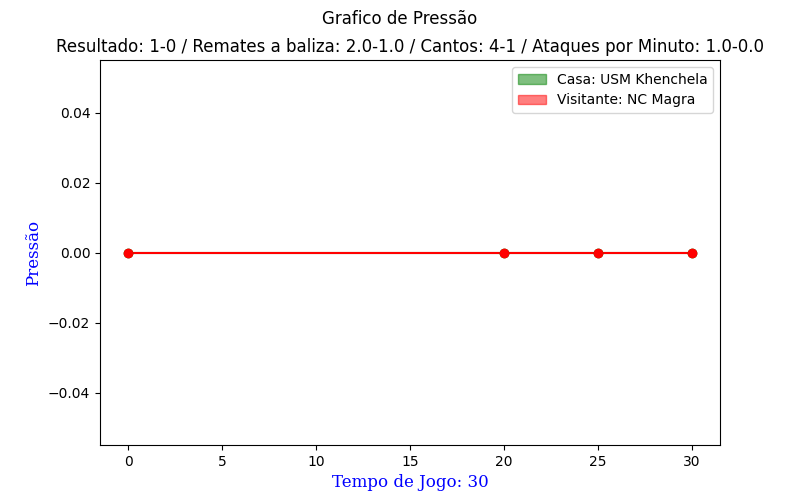 Grafico de Pressão
Resultado: 1-0 / Remates a baliza: 2.0-1.0 / Cantos: 4-1 / Ataques por Minuto: 1.0-0.0
Casa: USM Khenchela
Visitante: NC Magra
0.04
0.02
0.00
−0.02
−0.04
Pressão
0 5 10 15 20 25 30
Tempo de Jogo: 30